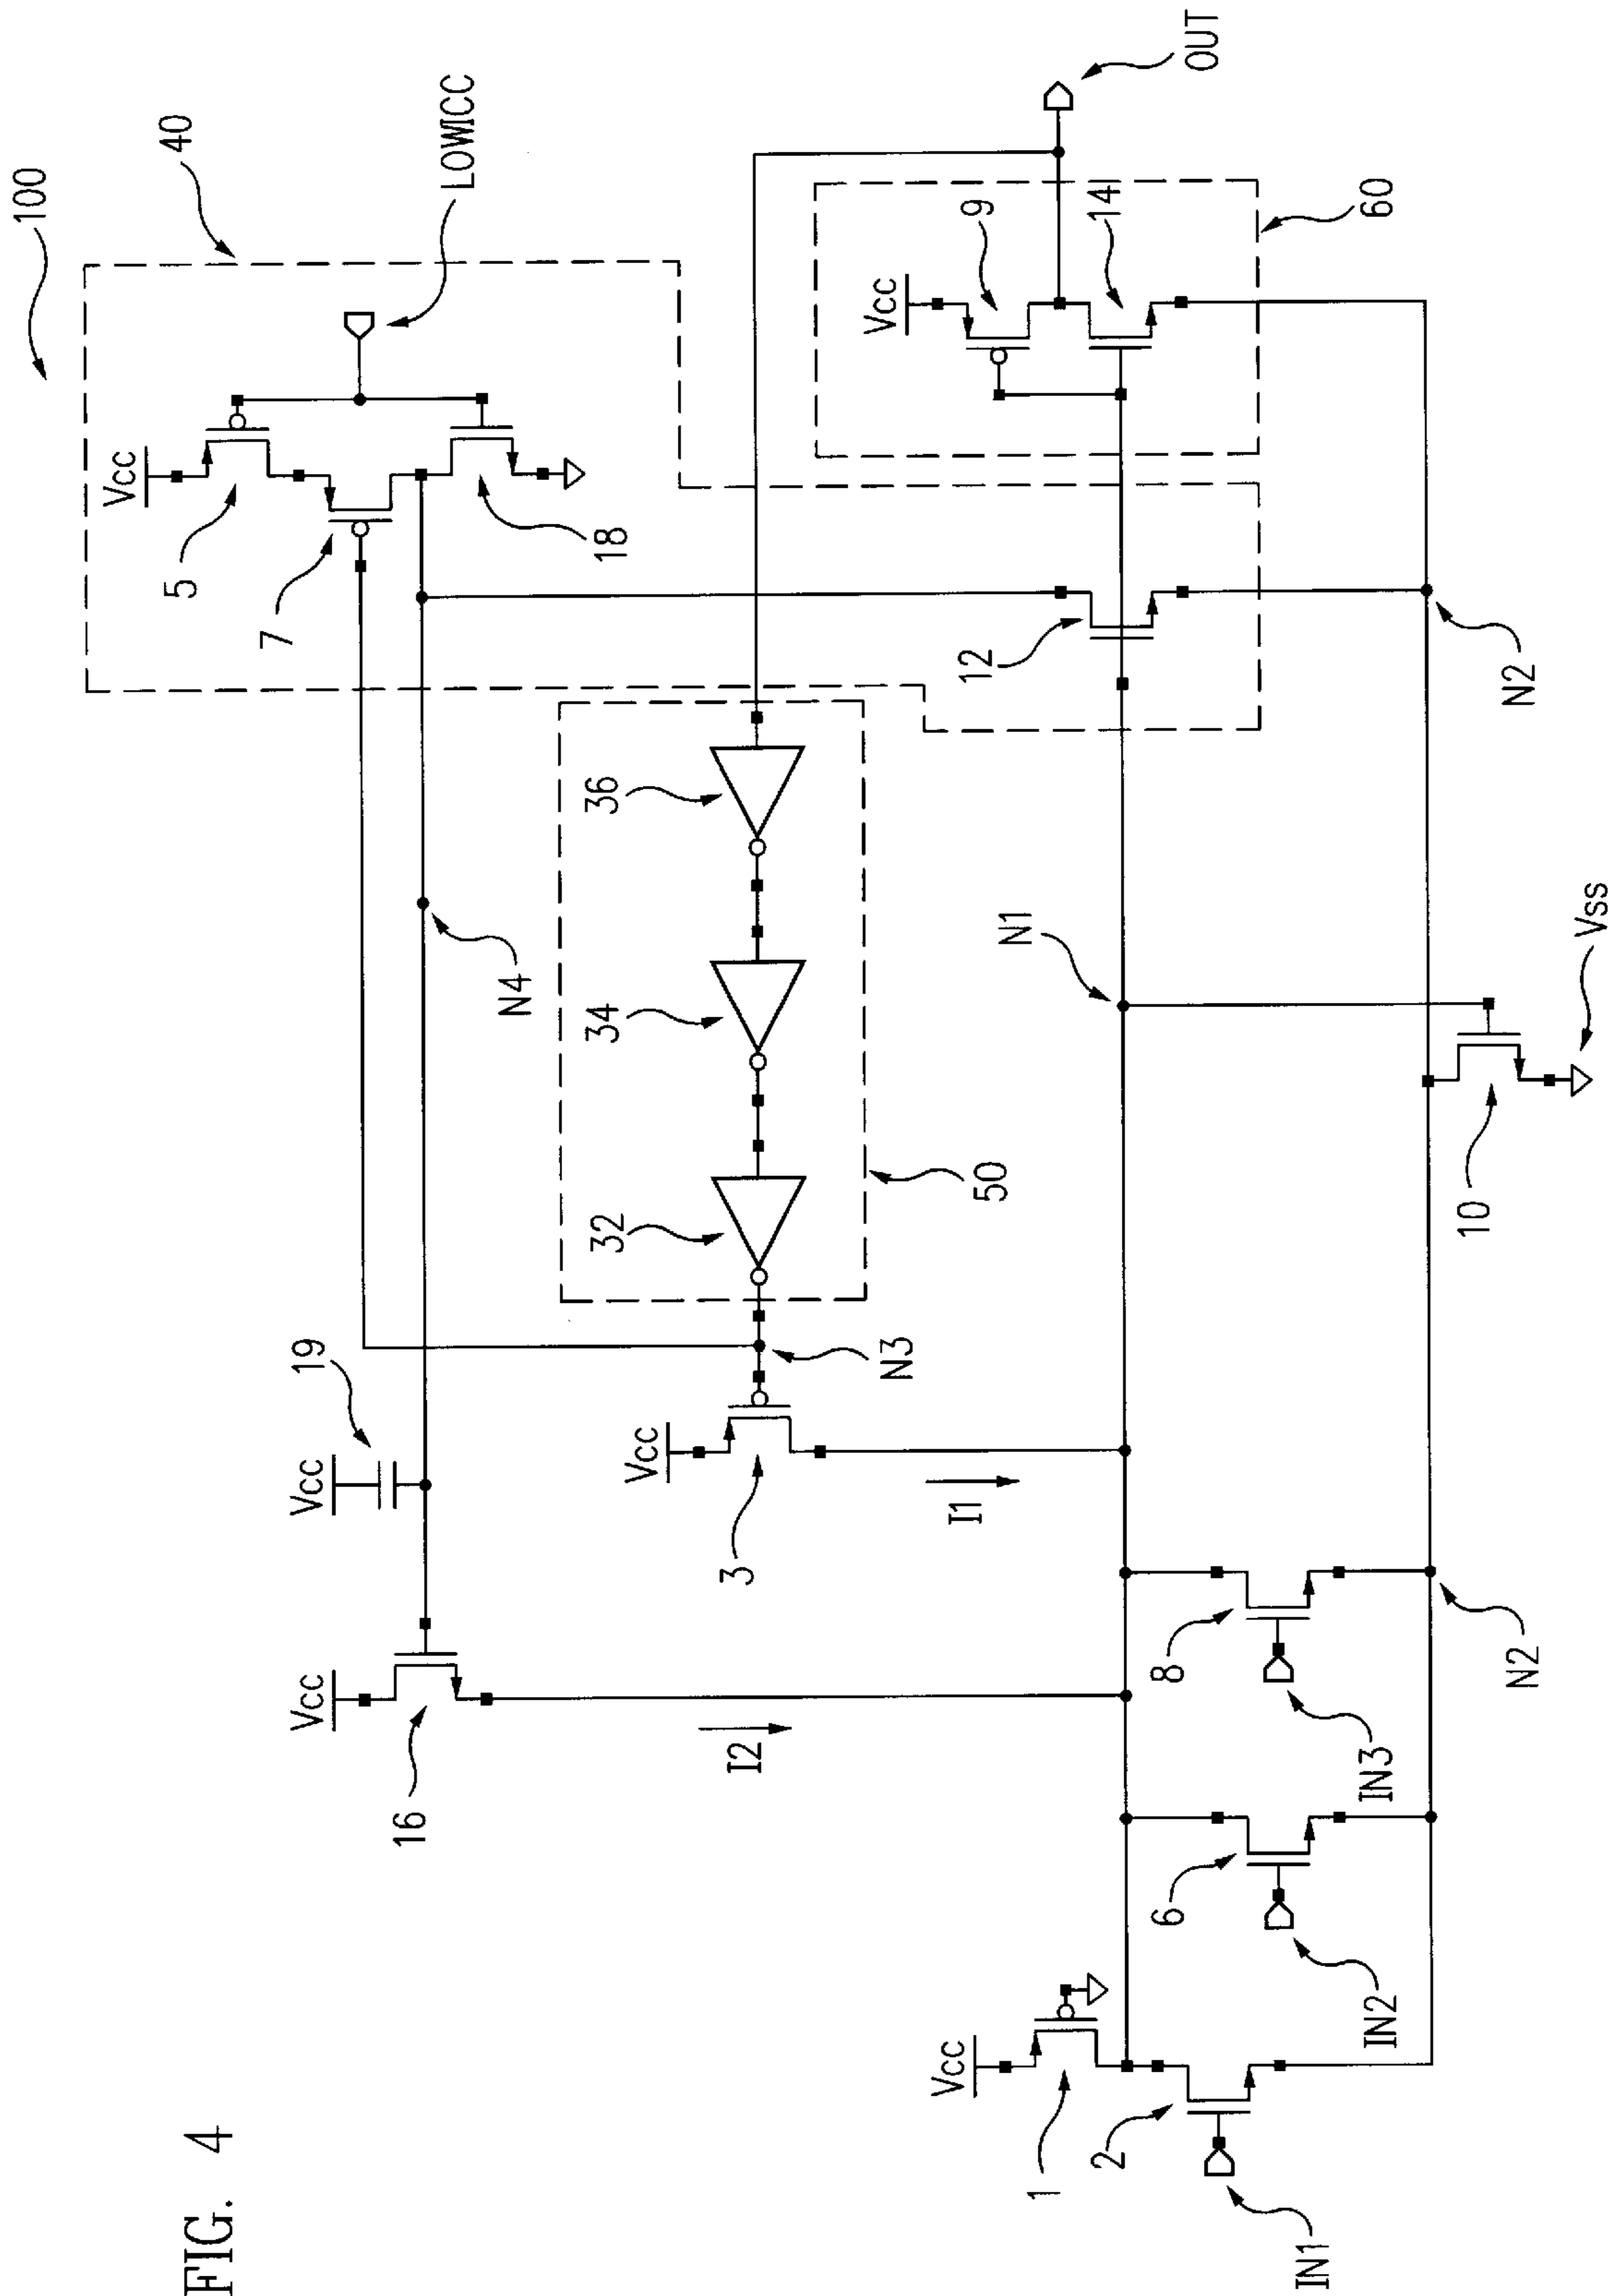 FIG. 4
100
40
LOWICC
Vcc
5
7
18
OUT
Vcc
9
14
60
12
N2
36
34
32
50
N4
N1
Vss
10
19
Vcc
N3
Vcc
3
I1
Vcc
16
I2
8
IN3
N2
6
IN2
Vcc
1
2
IN1